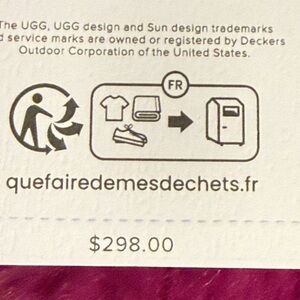 The UGG, UGG design and Sun design trademarks
d service marks are owned or registered by Deckers
Outdoor Corporation of the United States.
FR
quefairedemesdechets.fr
$298.00